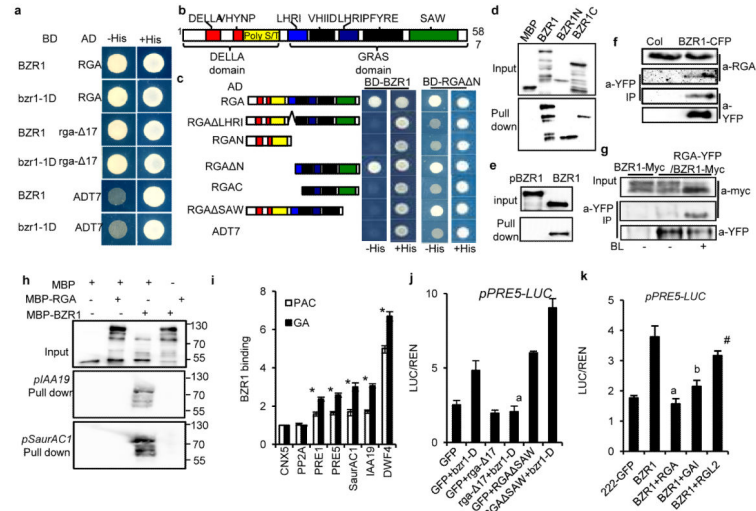 a
BD AD -His +His
BZR1 RGA
bzr1-1D RGA
BZR1 rga-Δ17
bzr1-1D rga-Δ17
BZR1 ADT7
bzr1-1D ADT7
b
DELLA VHYNP LHRI VHIID LHRI PFYRE SAW
1 Poly S/T 58
7
DELLA GRAS
domain domain
c
AD BD-BZR1 BD-RGAΔN
RGA
RGAΔLHRI
RGAN
RGAΔN
RGAC
RGAΔSAW
ADT7
-His +His -His +His
d
MBP BZR1 BZR1N BZR1C
Input
Pull
down
e
pBZR1 BZR1
input
Pull
down
f
Col BZR1-CFP
a-RGA
a-YFP
IP
a-
YFP
g
RGA-YFP
BZR1-Myc /BZR1-Myc
Input
a-myc
a-YFP
IP
a-YFP
BL - - +
h
MBP + + + -
MBP-RGA - + - +
MBP-BZR1 - - + +
130
70
55
Input
pIAA19
Pull down
130
70
55
pSaurAC1
Pull down
130
70
55
i
BZR1 binding
8
6
4
2
0
PAC
GA
* * * * *
CNX5 PP2A PRE1 PRE5 SaurAC1 IAA19 DWF4
j
pPRE5-LUC
LUC/REN
10
5
0
a
GFP
GFP+bzr1-D
GFP+rga-Δ17
rga-Δ17+bzr1-D
GFP+RGAΔSAW
RGAΔSAW+bzr1-D
k
pPRE5-LUC
LUC/REN
5
4
3
2
1
0
a b #
222-GFP
BZR1
BZR1+RGA
BZR1+GAI
BZR1+RGL2